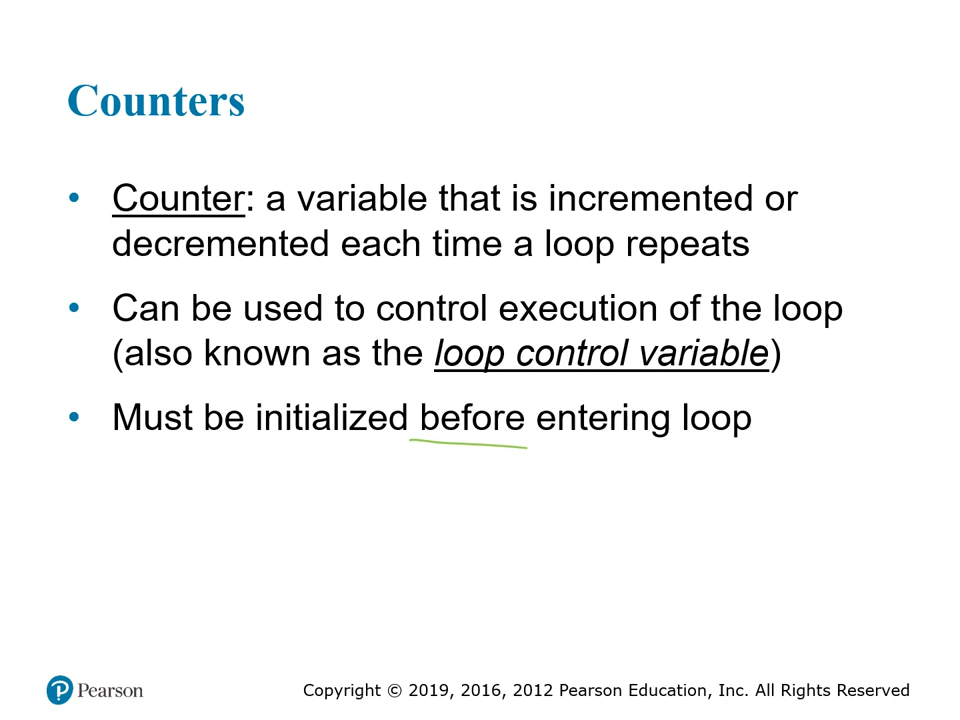 Counters
• Counter: a variable that is incremented or
decremented each time a loop repeats
• Can be used to control execution of the loop
(also known as the loop control variable)
• Must be initialized before entering loop
Pearson
Copyright © 2019, 2016, 2012 Pearson Education, Inc. All Rights Reserved